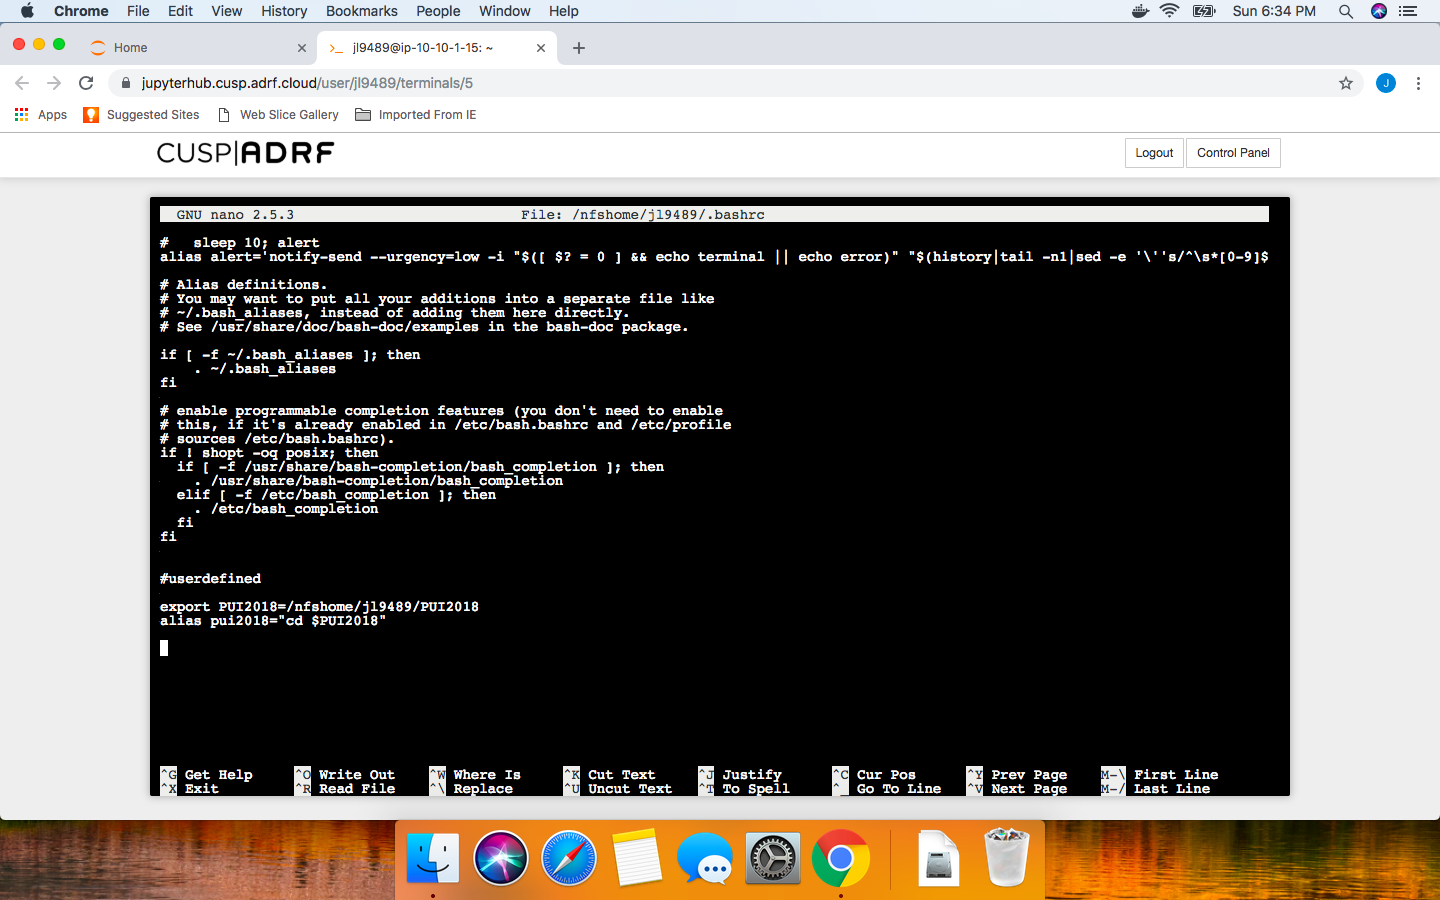 Chrome File Edit View History Bookmarks People Window Help Sun 6:34 PM
Home jl9489@ip-10-10-1-15: ~
jupyterhub.cusp.adrf.cloud/user/jl9489/terminals/5 J
Apps Suggested Sites Web Slice Gallery Imported From IE
CUSP|ADRF Logout Control Panel
GNU nano 2.5.3 File: /nfshome/jl9489/.bashrc
#   sleep 10; alert
alias alert='notify-send --urgency=low -i "$([ $? = 0 ] && echo terminal || echo error)" "$(history|tail -n1|sed -e '\''s/^\s*[0-9]$
# Alias definitions.
# You may want to put all your additions into a separate file like
# ~/.bash_aliases, instead of adding them here directly.
# See /usr/share/doc/bash-doc/examples in the bash-doc package.
if [ -f ~/.bash_aliases ]; then
    . ~/.bash_aliases
fi
# enable programmable completion features (you don't need to enable
# this, if it's already enabled in /etc/bash.bashrc and /etc/profile
# sources /etc/bash.bashrc).
if ! shopt -oq posix; then
  if [ -f /usr/share/bash-completion/bash_completion ]; then
    . /usr/share/bash-completion/bash_completion
  elif [ -f /etc/bash_completion ]; then
    . /etc/bash_completion
  fi
fi
#userdefined
export PUI2018=/nfshome/jl9489/PUI2018
alias pui2018="cd $PUI2018"
^G Get Help ^O Write Out ^W Where Is ^K Cut Text ^J Justify ^C Cur Pos ^Y Prev Page M-\ First Line
^X Exit ^R Read File ^\ Replace ^U Uncut Text ^T To Spell ^_ Go To Line ^V Next Page M-/ Last Line